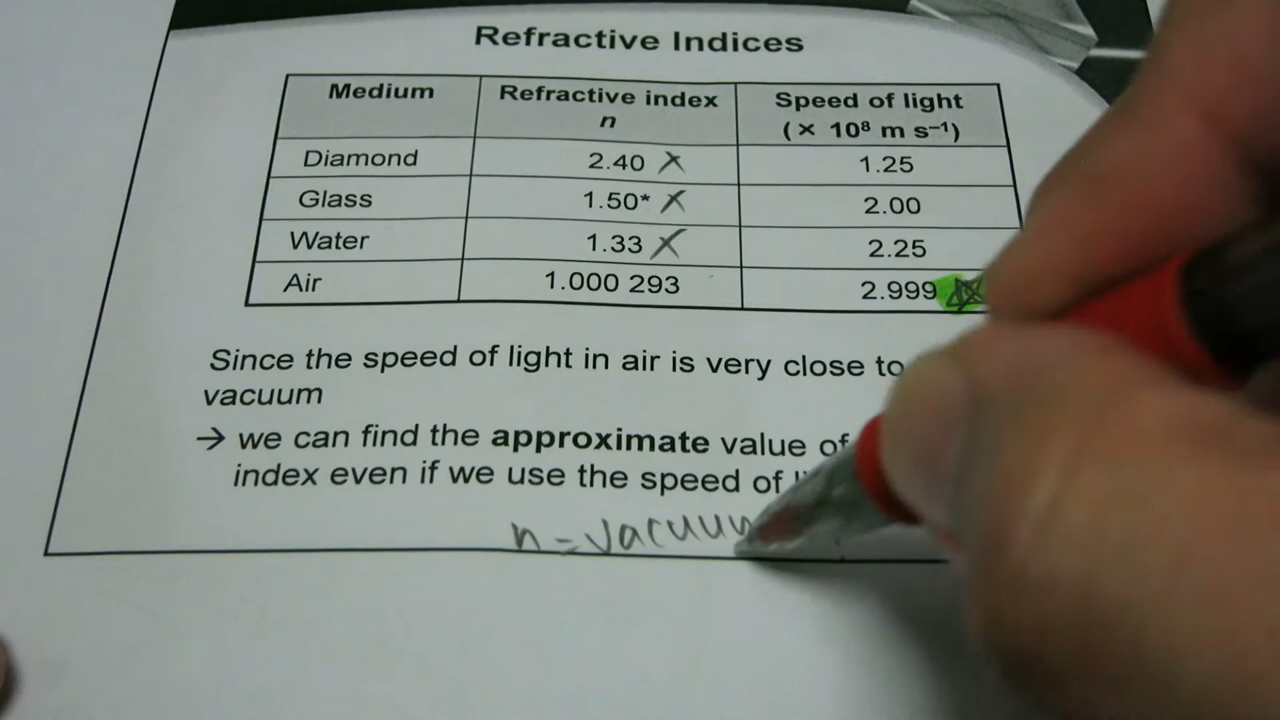 Refractive Indices
Medium Refractive index n Speed of light (× 10⁸ m s⁻¹)
Diamond 2.40 X 1.25
Glass 1.50* X 2.00
Water 1.33 X 2.25
Air 1.000 293 2.999
Since the speed of light in air is very close to
vacuum
→ we can find the approximate value of
index even if we use the speed of
n =